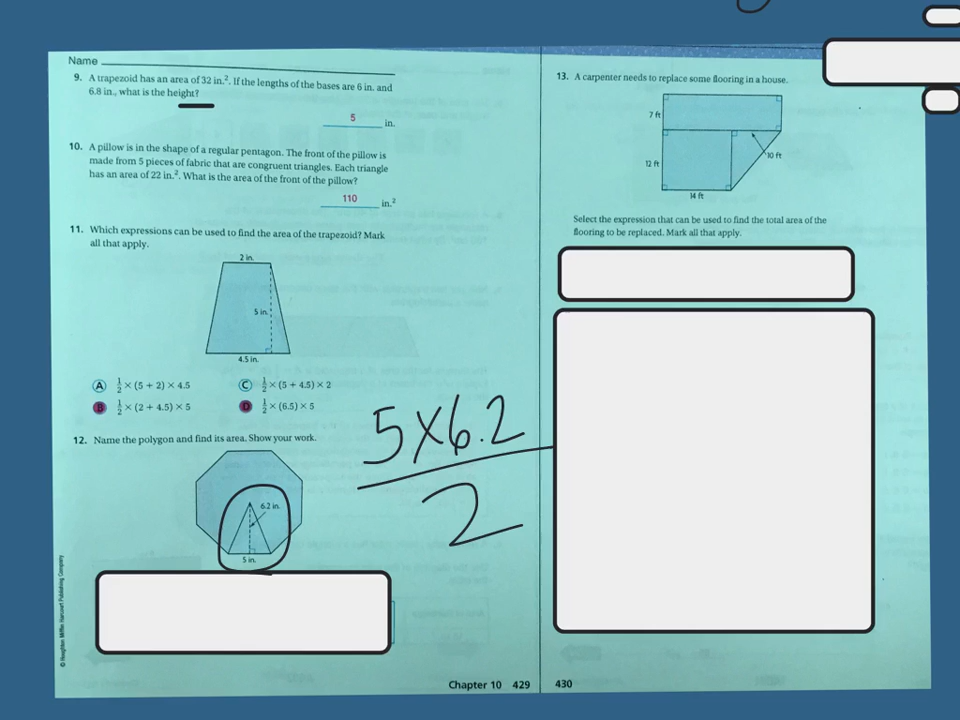 Name
9. A trapezoid has an area of 32 in.². If the lengths of the bases are 6 in. and
6.8 in., what is the height?
5 in.
10. A pillow is in the shape of a regular pentagon. The front of the pillow is
made from 5 pieces of fabric that are congruent triangles. Each triangle
has an area of 22 in.². What is the area of the front of the pillow?
110 in.²
11. Which expressions can be used to find the area of the trapezoid? Mark
all that apply.
2 in.
5 in.
4.5 in.
A 1/2 × (5 + 2) × 4.5
C 1/2 × (5 + 4.5) × 2
B 1/2 × (2 + 4.5) × 5
D 1/2 × (6.5) × 5
12. Name the polygon and find its area. Show your work.
6.2 in.
5 in.
5×6.2
2
© Houghton Mifflin Harcourt Publishing Company
Chapter 10 429
13. A carpenter needs to replace some flooring in a house.
7 ft
12 ft
10 ft
14 ft
Select the expression that can be used to find the total area of the
flooring to be replaced. Mark all that apply.
430